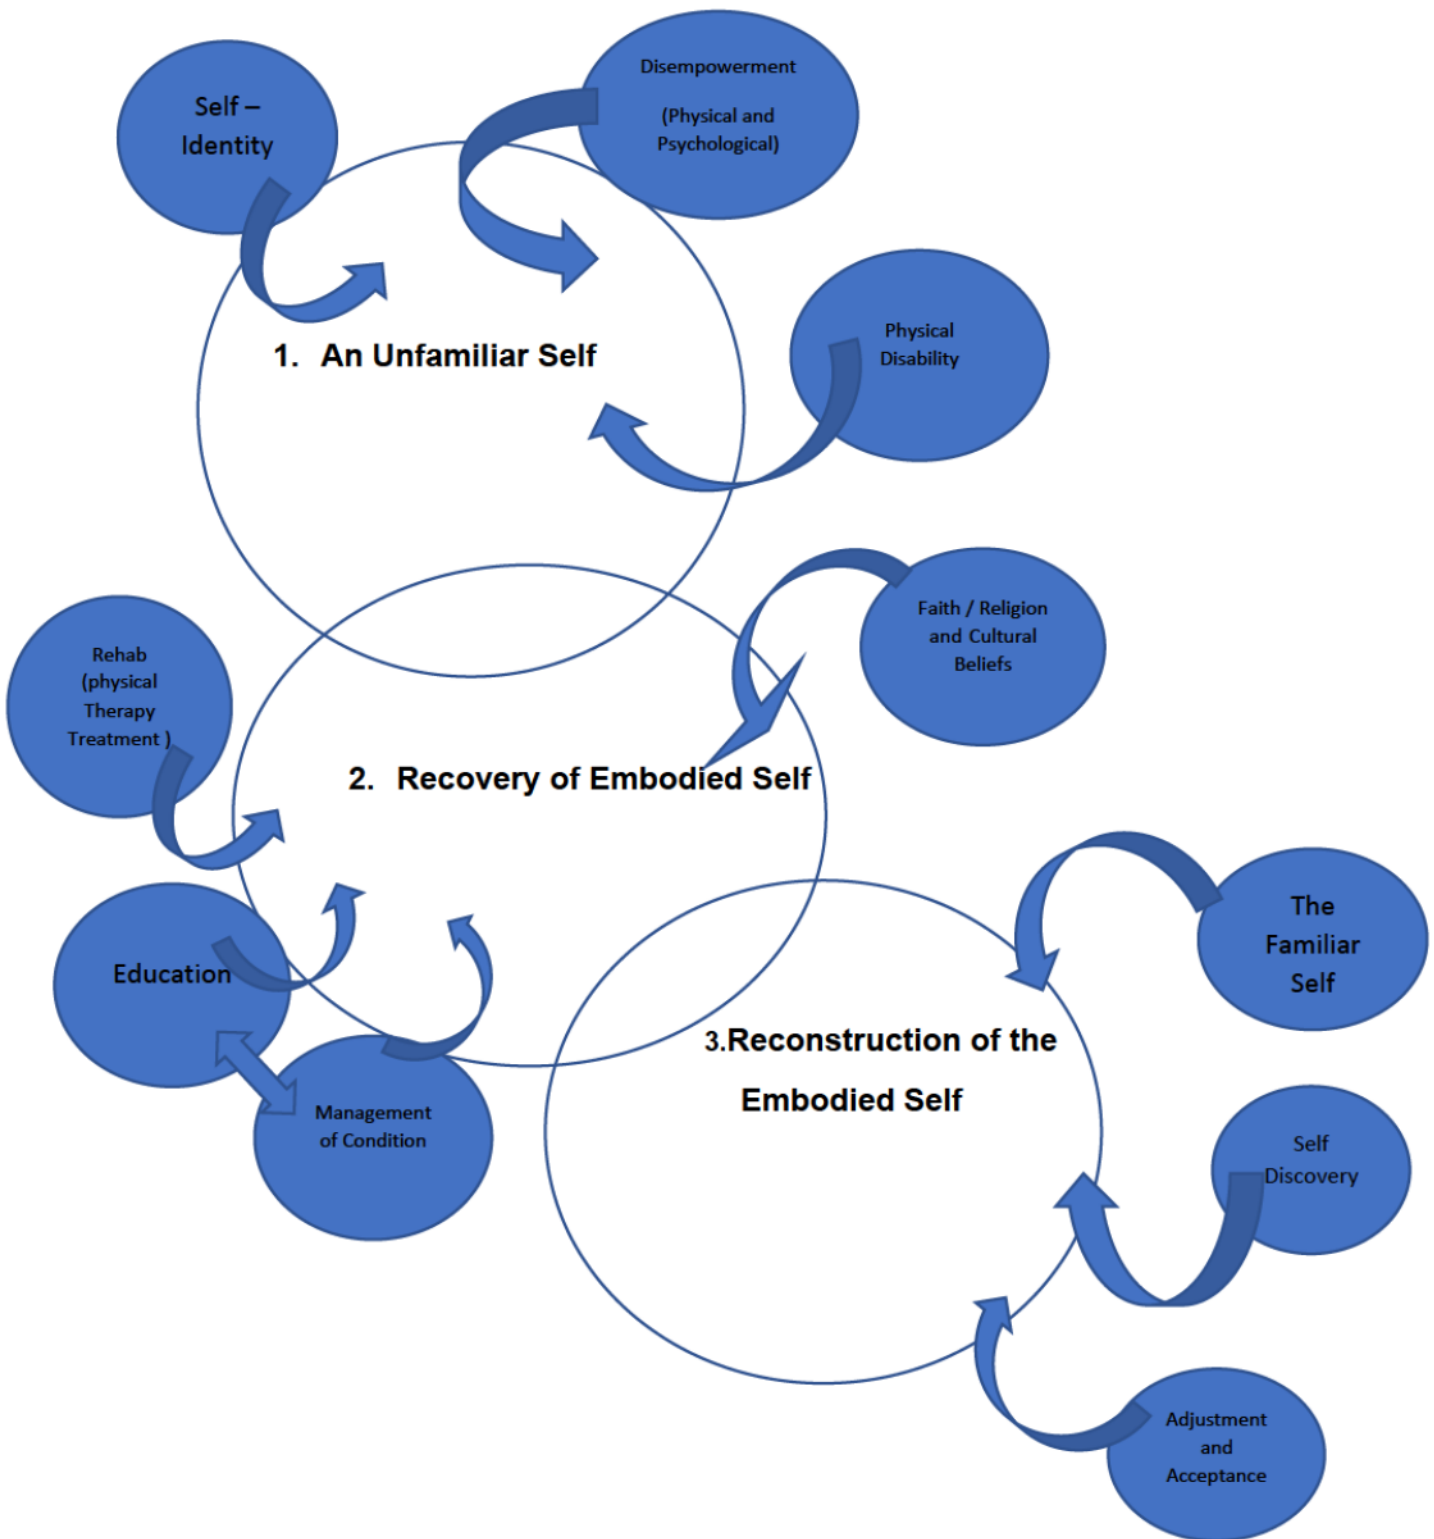 Self –
Identity
Disempowerment
(Physical and
Psychological)
Physical
Disability
1. An Unfamiliar Self
Faith / Religion
and Cultural
Beliefs
Rehab
(physical
Therapy
Treatment )
2. Recovery of Embodied Self
Education
Management
of Condition
The
Familiar
Self
3.Reconstruction of the
Embodied Self
Self
Discovery
Adjustment
and
Acceptance